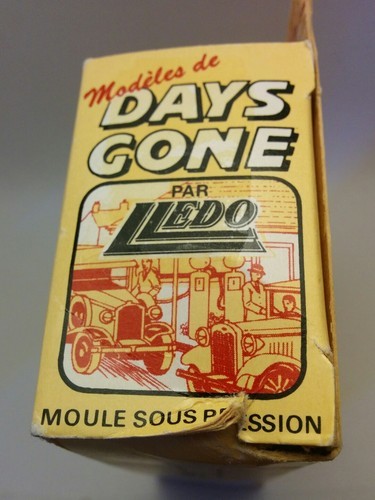 Modèles de
DAYS
GONE
PAR
LLEDO
MOULE SOUS PRESSION